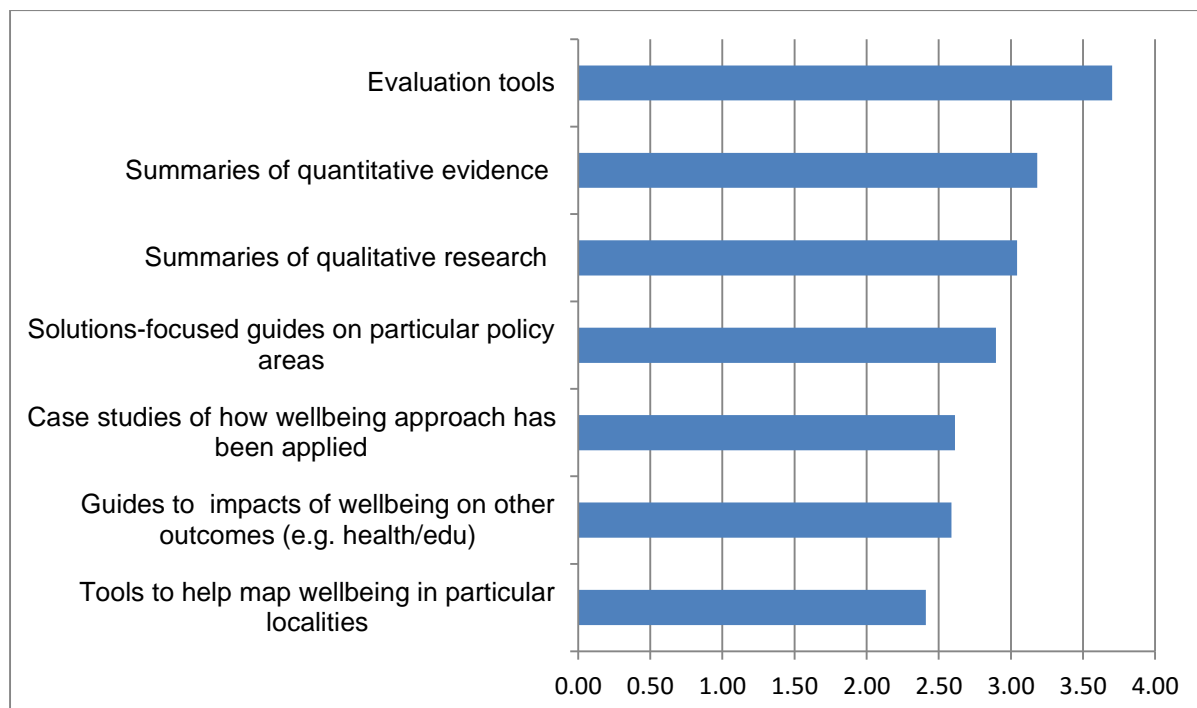 Evaluation tools
Summaries of quantitative evidence
Summaries of qualitative research
Solutions-focused guides on particular policy
areas
Case studies of how wellbeing approach has
been applied
Guides to  impacts of wellbeing on other
outcomes (e.g. health/edu)
Tools to help map wellbeing in particular
localities
0.00 0.50 1.00 1.50 2.00 2.50 3.00 3.50 4.00